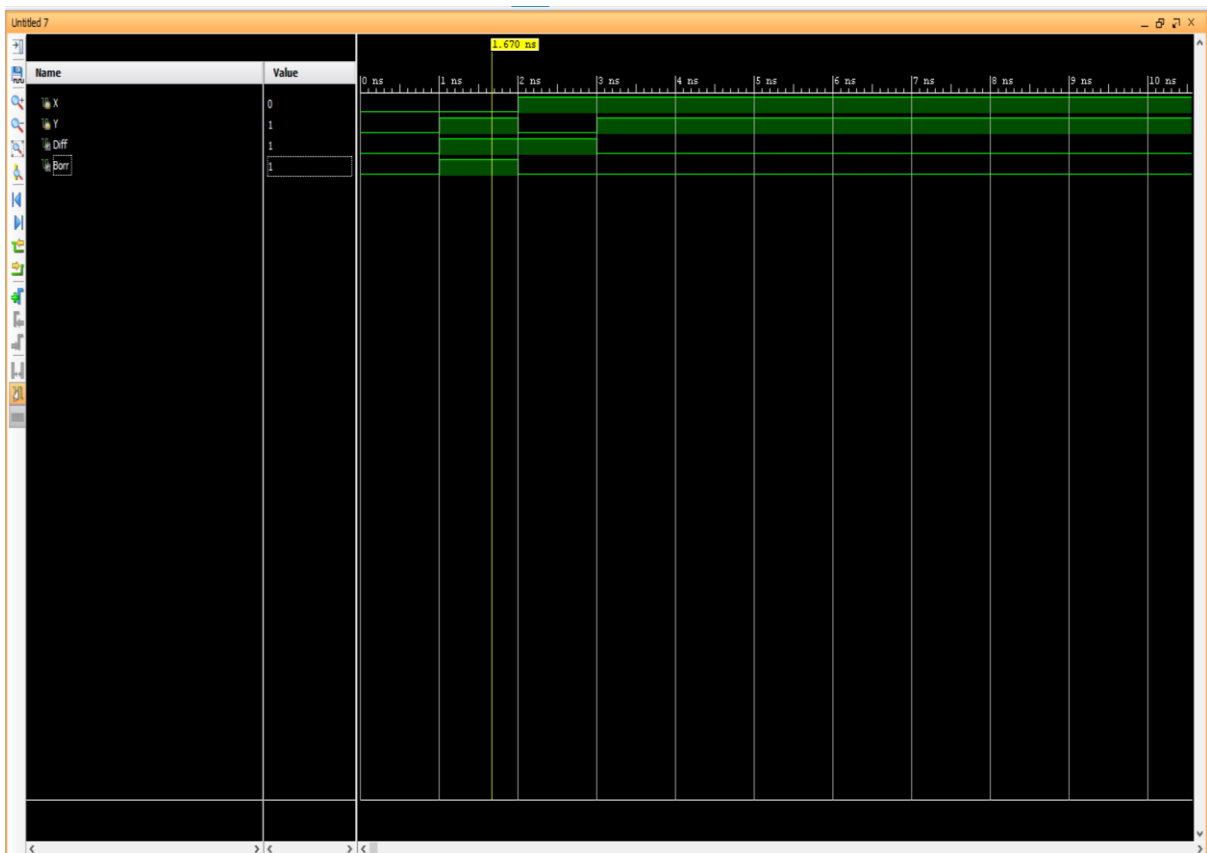 Untitled 7
1.670 ns
Name Value
0 ns 1 ns 2 ns 3 ns 4 ns 5 ns 6 ns 7 ns 8 ns 9 ns 10 ns
X 0
Y 1
Diff 1
Borr 1